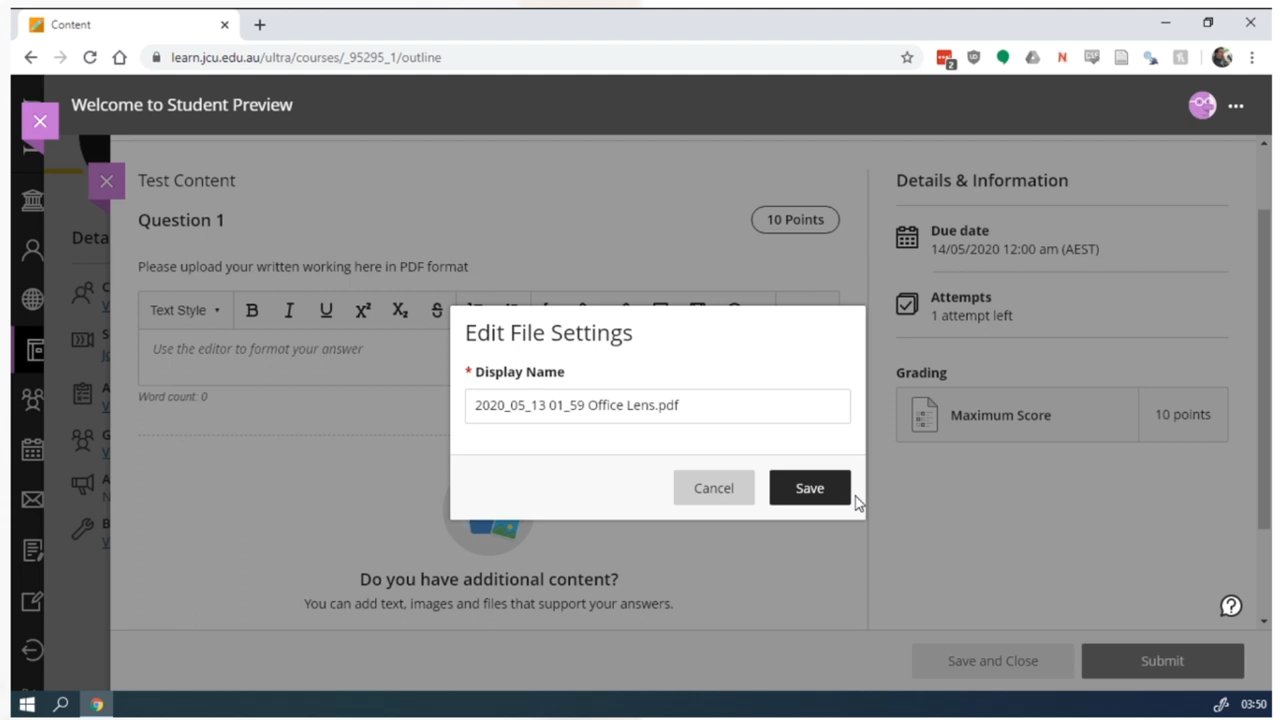 Content
learn.jcu.edu.au/ultra/courses/_95295_1/outline
2
Welcome to Student Preview
Test Content
Question 1
10 Points
Please upload your written working here in PDF format
Text Style
B I U X² X₂ S
Use the editor to format your answer
Word count: 0
Deta
Edit File Settings
* Display Name
2020_05_13 01_59 Office Lens.pdf
Cancel
Save
Do you have additional content?
You can add text, images and files that support your answers.
Details & Information
Due date
14/05/2020 12:00 am (AEST)
Attempts
1 attempt left
Grading
Maximum Score
10 points
Save and Close
Submit
03:50